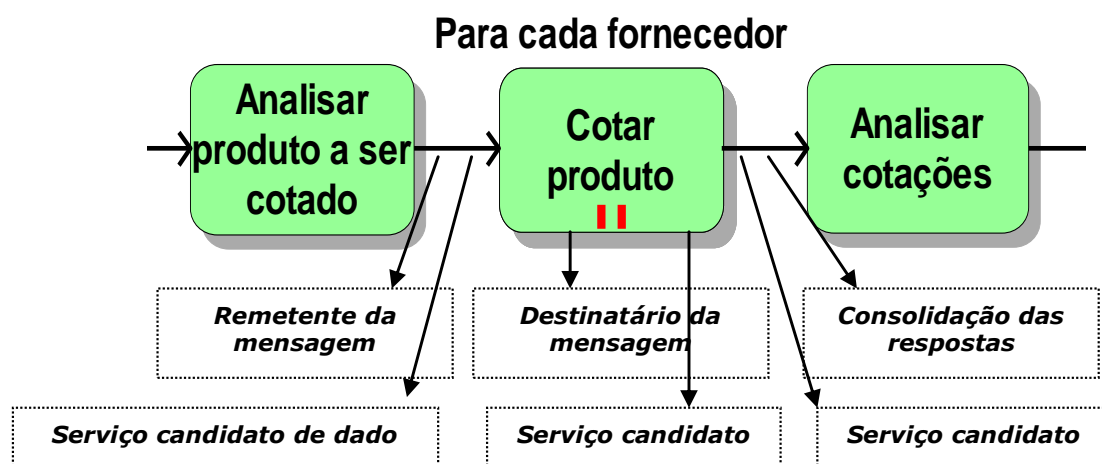 Para cada fornecedor
Analisar
produto a ser
cotado
Cotar
produto
Analisar
cotações
Remetente da
mensagem
Destinatário da
mensagem
Consolidação das
respostas
Serviço candidato de dado
Serviço candidato
Serviço candidato